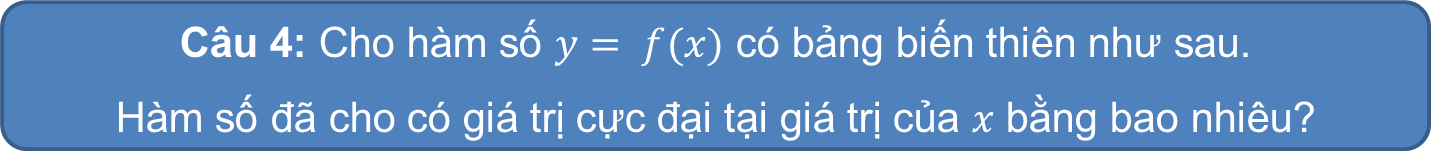 Câu 4: Cho hàm số y = f(x) có bảng biến thiên như sau.
Hàm số đã cho có giá trị cực đại tại giá trị của x bằng bao nhiêu?